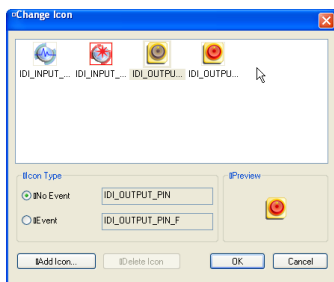 ¤Change Icon
IDI_INPUT_... IDI_INPUT_... IDI_OUTPU... IDI_OUTPU...
Icon Type
No Event IDI_OUTPUT_PIN
Event IDI_OUTPUT_PIN_F
Preview
Add Icon... Delete Icon OK Cancel